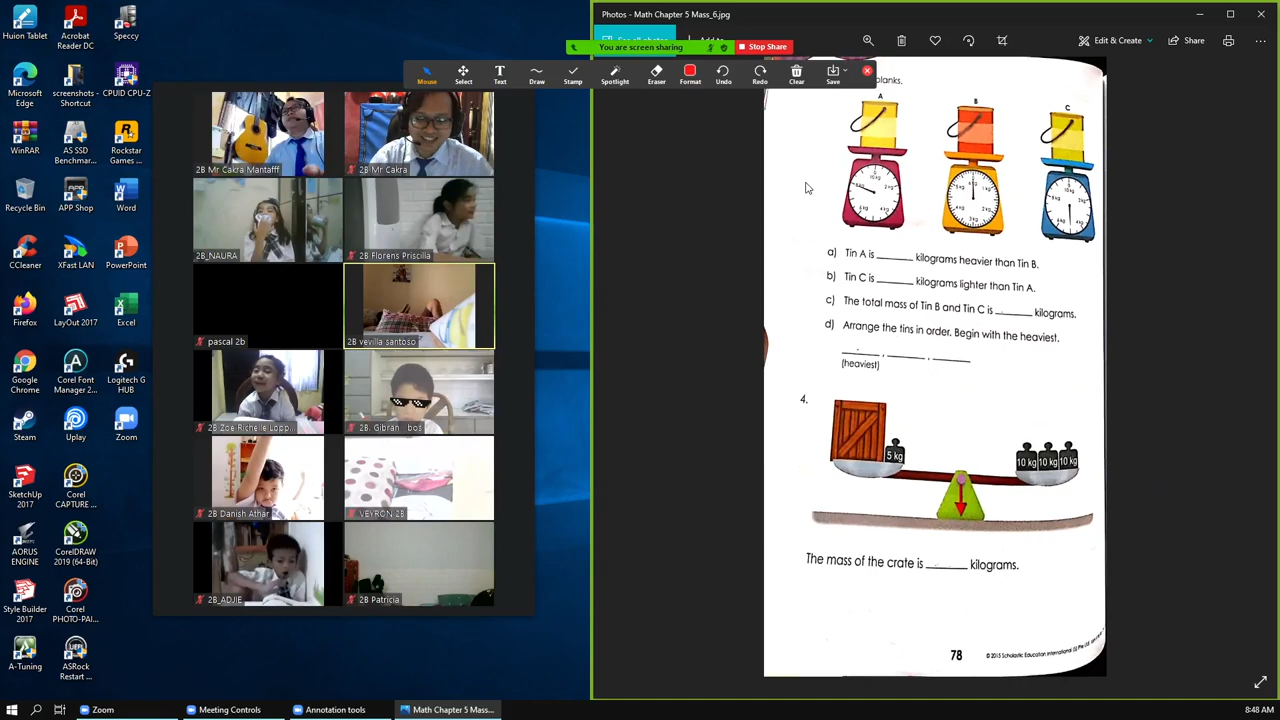 Huion Tablet
Acrobat
Reader DC
Speccy
Microsoft
Edge
Screenshots -
Shortcut
CPUID CPU-Z
WinRAR
AS SSD
Benchmar...
Rockstar
Games ...
Recycle Bin
APP Shop
Word
CCleaner
XFast LAN
PowerPoint
Firefox
LayOut 2017
Excel
Google
Chrome
Corel Font
Manager 2...
Logitech G
HUB
Steam
Uplay
Zoom
SketchUp
2017
Corel
CAPTURE ...
AORUS
ENGINE
CorelDRAW
2019 (64-Bit)
Style Builder
2017
Corel
PHOTO-PAI...
A-Tuning
ASRock
Restart ...
2B Mr Cakra Mantafff
2B Mr Cakra
2B_NAURA
2B Florens Priscilla
pascal 2b
2B vevilla santoso
2B Zoe Richelle Lopp...
2B. Gibran
bos
2B Danish Athar
VEYRON 2B
2B_ADJIE
2B Patricia
Photos - Math Chapter 5 Mass_6.jpg
You are screen sharing
Stop Share
Edit & Create
Share
Mouse
Select
Text
Draw
Stamp
Spotlight
Eraser
Format
Undo
Redo
Clear
Save
blanks.
A
B
C
a) Tin A is ______ kilograms heavier than Tin B.
b) Tin C is ______ kilograms lighter than Tin A.
c) The total mass of Tin B and Tin C is ______ kilograms.
d) Arrange the tins in order. Begin with the heaviest.
______, ______, ______
(heaviest)
4.
5 kg
10 kg 10 kg 10 kg
The mass of the crate is ______ kilograms.
78
Zoom
Meeting Controls
Annotation tools
Math Chapter 5 Mass...
8:48 AM